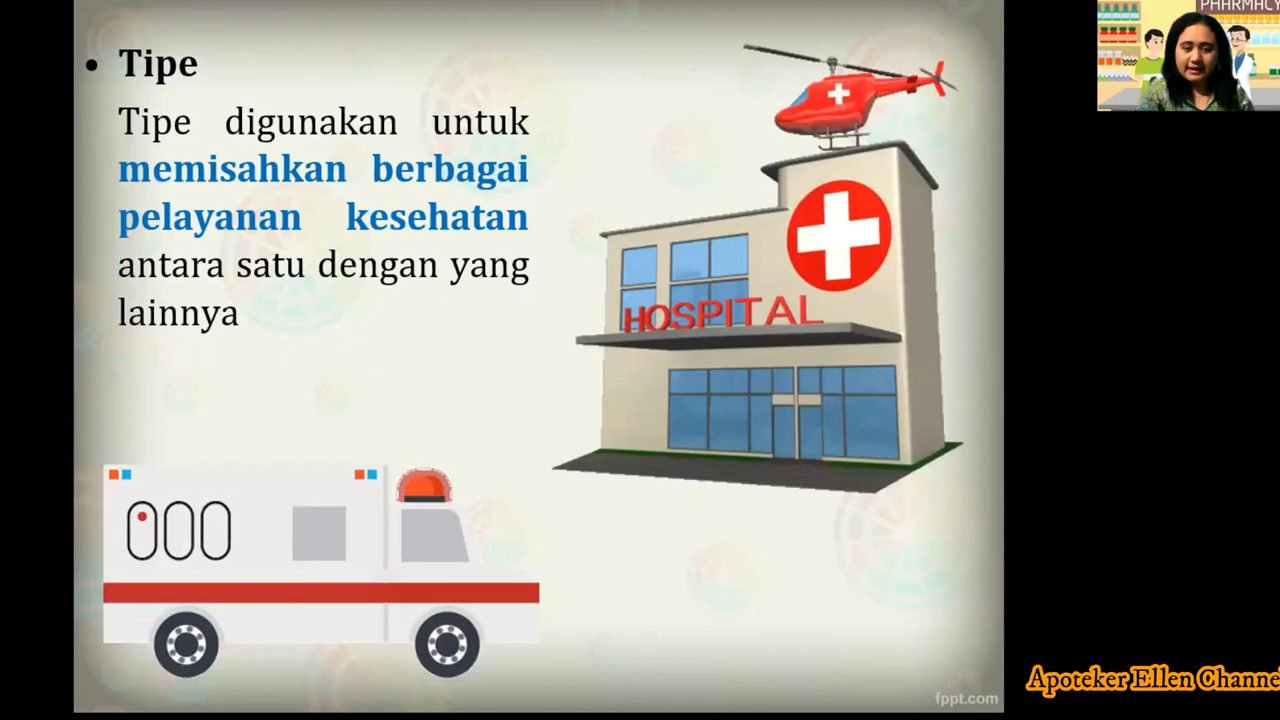 • Tipe
Tipe digunakan untuk
memisahkan berbagai
pelayanan kesehatan
antara satu dengan yang
lainnya
HOSPITAL
PHARMACY
fppt.com
Apoteker Ellen Channe